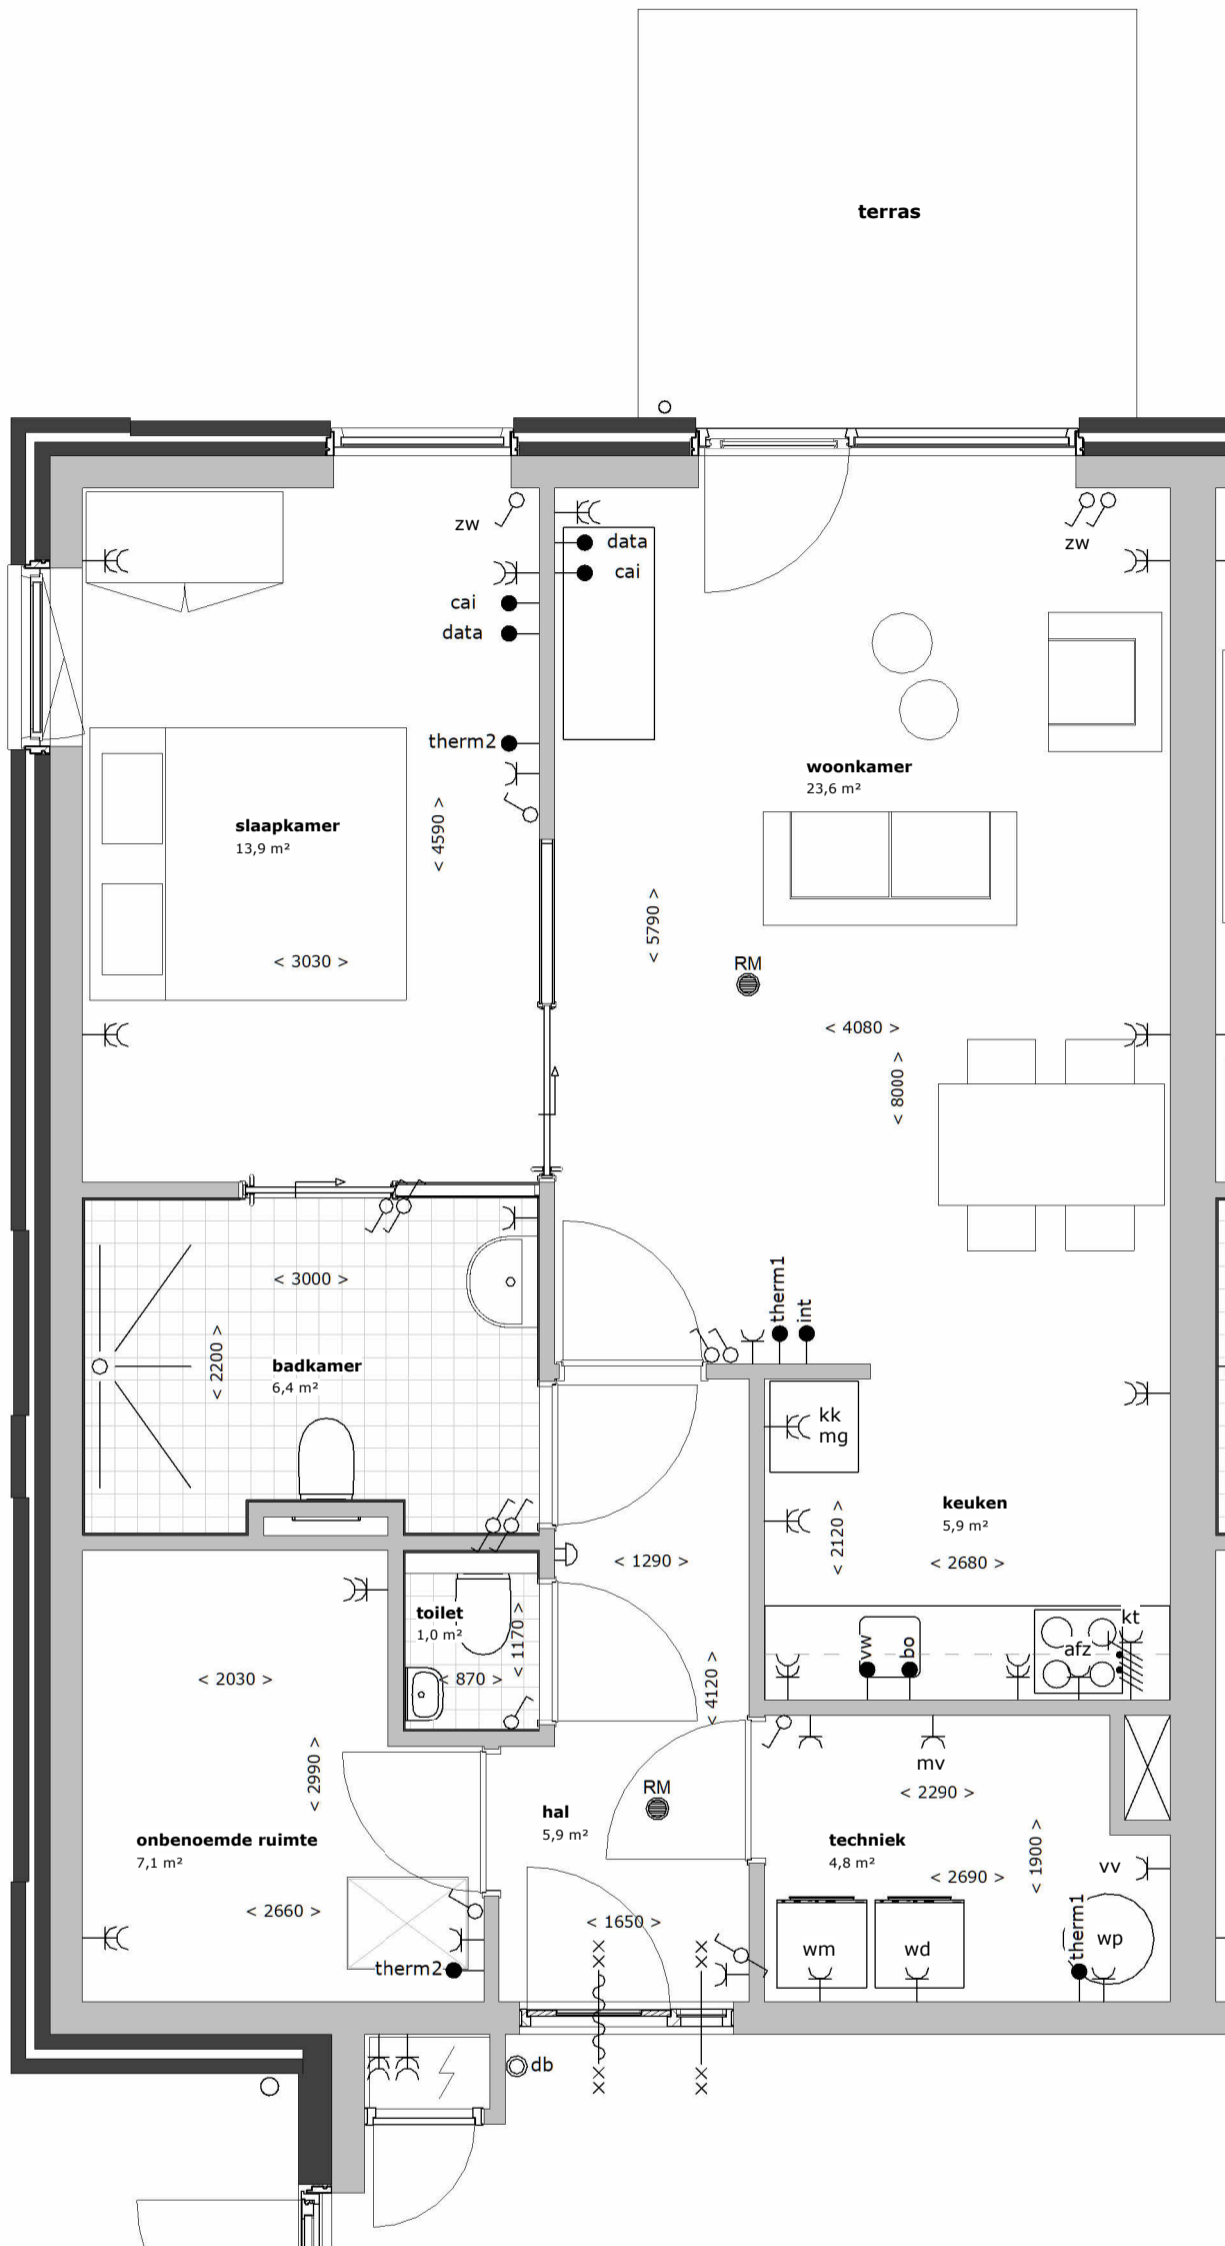 terras
zw
data
cai
cai
data
zw
therm2
woonkamer
23,6 m²
slaapkamer
13,9 m²
< 4590 >
< 5790 >
< 3030 >
RM
< 4080 >
< 8000 >
< 3000 >
therm1
int
< 2200 >
badkamer
6,4 m²
kk
mg
keuken
5,9 m²
< 2120 >
< 1290 >
< 2680 >
toilet
1,0 m²
< 1170 >
< 870 >
kt
afz
vw
bo
< 2030 >
< 4120 >
mv
< 2290 >
< 2990 >
RM
hal
5,9 m²
onbenoemde ruimte
7,1 m²
techniek
4,8 m²
< 1900 >
< 2690 >
vv
< 2660 >
< 1650 >
wm
wd
therm1
wp
therm2
db